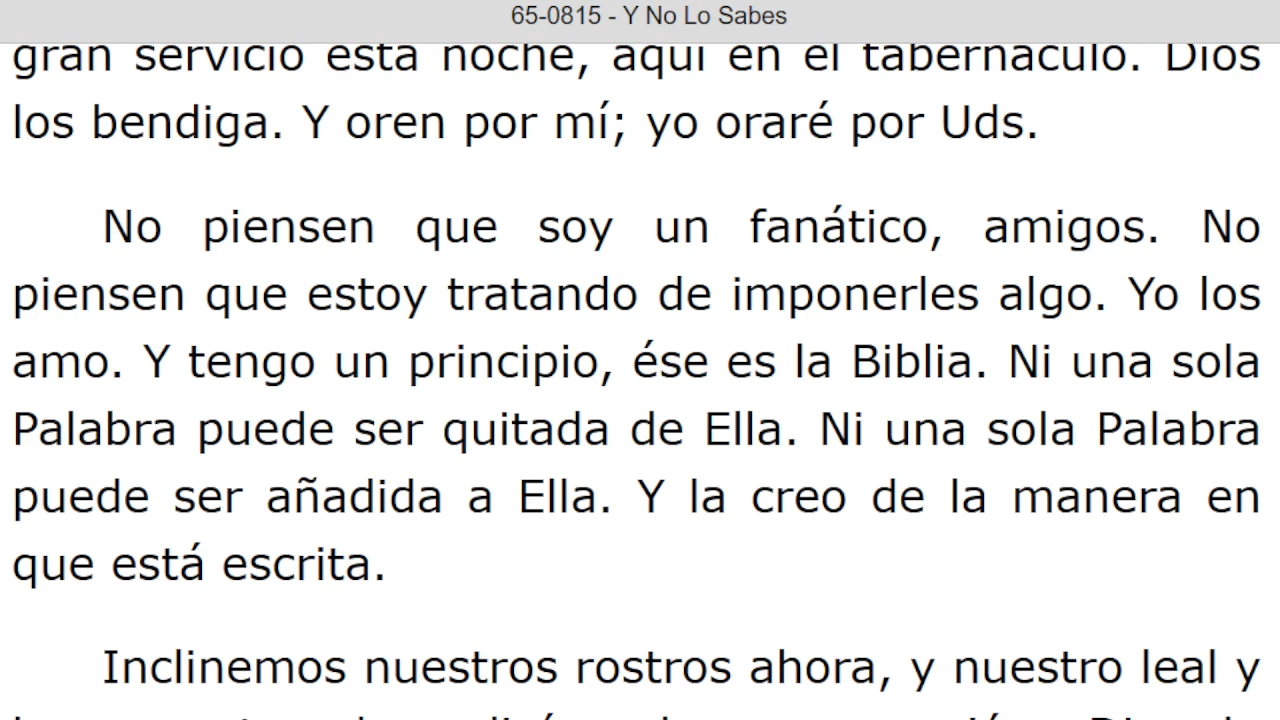 65-0815 - Y No Lo Sabes
gran servicio esta noche, aquí en el tabernáculo. Dios
los bendiga. Y oren por mí; yo oraré por Uds.
No piensen que soy un fanático, amigos. No
piensen que estoy tratando de imponerles algo. Yo los
amo. Y tengo un principio, ése es la Biblia. Ni una sola
Palabra puede ser quitada de Ella. Ni una sola Palabra
puede ser añadida a Ella. Y la creo de la manera en
que está escrita.
Inclinemos nuestros rostros ahora, y nuestro leal y